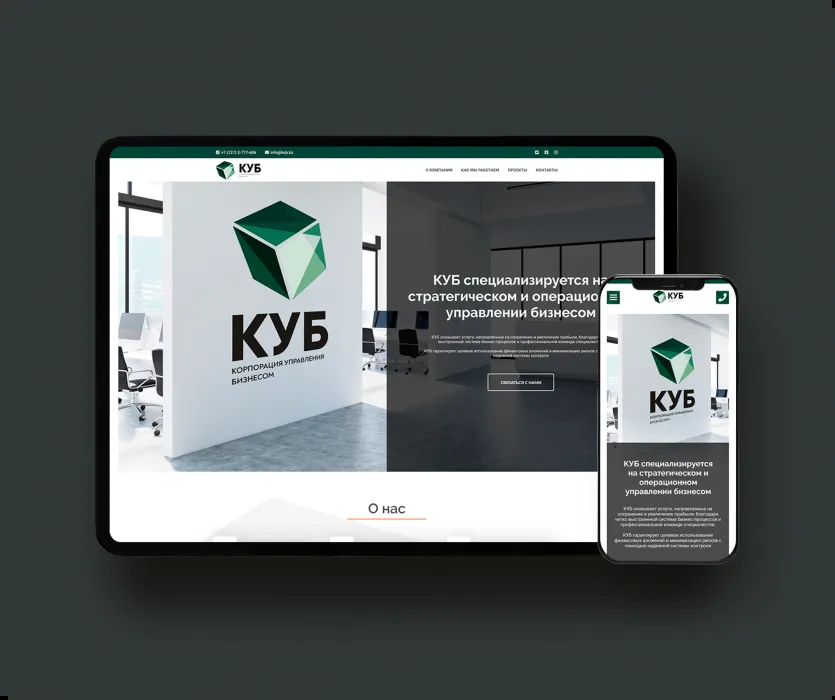 +7 (727) 2-777-606 info@kub.kz
КУБ
О КОМПАНИИ КАК МЫ РАБОТАЕМ ПРОЕКТЫ КОНТАКТЫ
КУБ
КОРПОРАЦИЯ УПРАВЛЕНИЯ
БИЗНЕСОМ
КУБ специализируется на
стратегическом и операцио
управлении бизнесом
КУБ оказывает услуги, направленные на сохранение и увеличение прибыли, благодаря
выстроенной системе бизнес-процессов и профессиональной команде специалист
КУБ гарантирует целевое использование финансовых вложений и минимизацию рисков с
надежной системы контроля
СВЯЗАТЬСЯ С НАМИ
О нас
КУБ
КУБ
КОРПОРАЦИЯ УПРАВЛЕНИЯ
БИЗНЕСОМ
КУБ специализируется
на стратегическом и
операционном
управлении бизнесом
КУБ оказывает услуги, направленные на
сохранение и увеличение прибыли, благодаря
четко выстроенной системе бизнес-процессов и
профессиональной команде специалистов.
КУБ гарантирует целевое использование
финансовых вложений и минимизацию рисков с
помощью надежной системы контроля